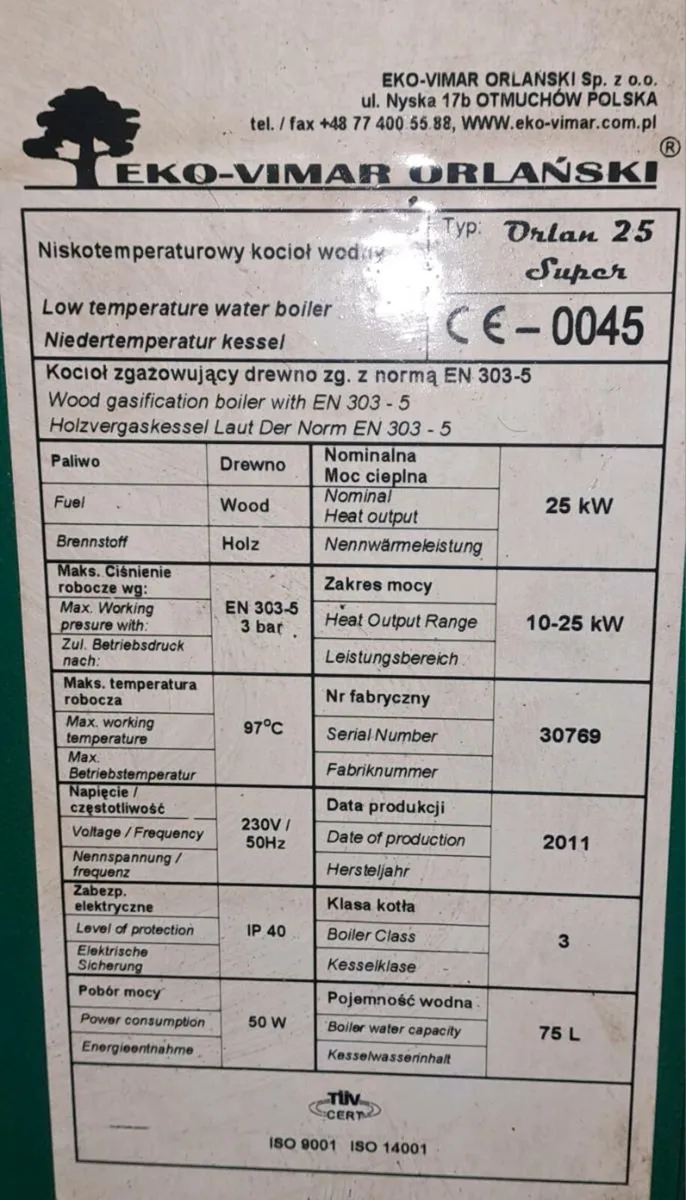 EKO-VIMAR ORLAŃSKI Sp. z o.o.
ul. Nyska 17b OTMUCHÓW POLSKA
tel. / fax +48 77 400 55 88, WWW.eko-vimar.com.pl
EKO-VIMAR ORLAŃSKI ®
Niskotemperaturowy kocioł wodny
Typ: Orlan 25
Super
Low temperature water boiler
Niedertemperatur kessel
CE - 0045
Kocioł zgazowujący drewno zg. z normą EN 303-5
Wood gasification boiler with EN 303 - 5
Holzvergaskessel Laut Der Norm EN 303 - 5
Paliwo
Drewno
Fuel
Wood
Brennstoff
Holz
Nominalna
Moc cieplna
Nominal
Heat output
Nennwärmeleistung
25 kW
Maks. Ciśnienie
robocze wg:
Max. Working
presure with:
Zul. Betriebsdruck
nach:
EN 303-5
3 bar
Zakres mocy
Heat Output Range
Leistungsbereich
10-25 kW
Maks. temperatura
robocza
Max. working
temperature
Max.
Betriebstemperatur
97°C
Nr fabryczny
Serial Number
Fabriknummer
30769
Napięcie /
częstotliwość
Voltage / Frequency
Nennspannung /
frequenz
230V /
50Hz
Data produkcji
Date of production
Hersteljahr
2011
Zabezp.
elektryczne
Level of protection
Elektrische
Sicherung
IP 40
Klasa kotła
Boiler Class
Kesselklase
3
Pobór mocy
Power consumption
Energieentnahme
50 W
Pojemność wodna
Boiler water capacity
Kesselwasserinhalt
75 L
TÜV
CERT
ISO 9001 ISO 14001